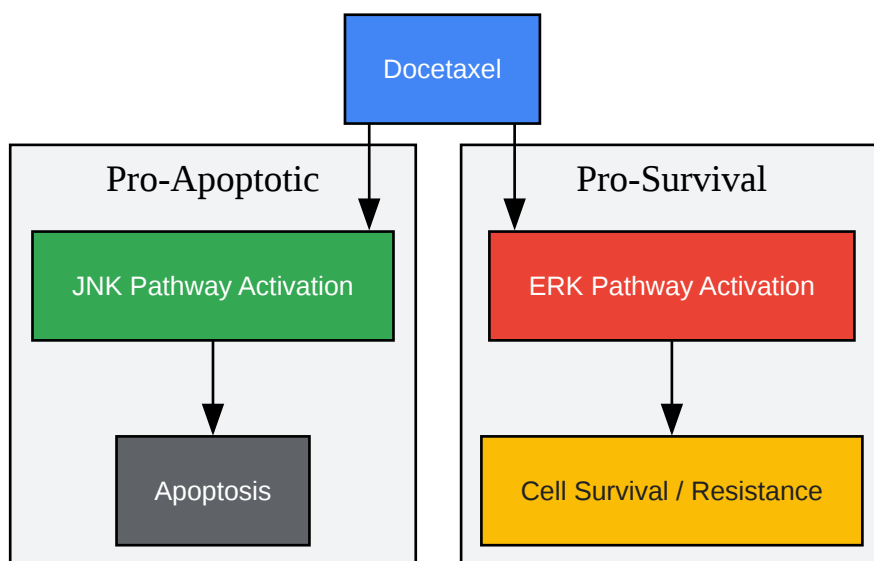 Docetaxel
Pro-Apoptotic
Pro-Survival
JNK Pathway Activation
ERK Pathway Activation
Apoptosis
Cell Survival / Resistance